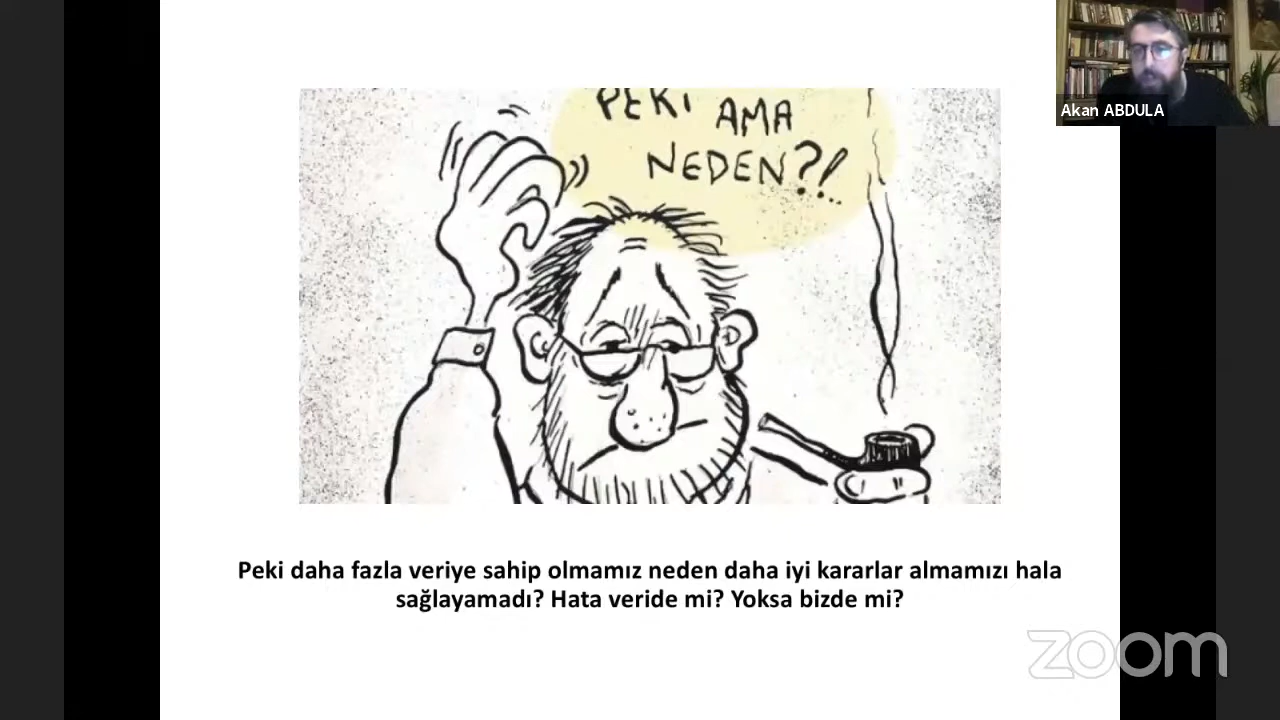 PEKİ AMA
NEDEN?!..
Peki daha fazla veriye sahip olmamız neden daha iyi kararlar almamızı hala
sağlayamadı? Hata veride mi? Yoksa bizde mi?
Akan ABDULA
zoom